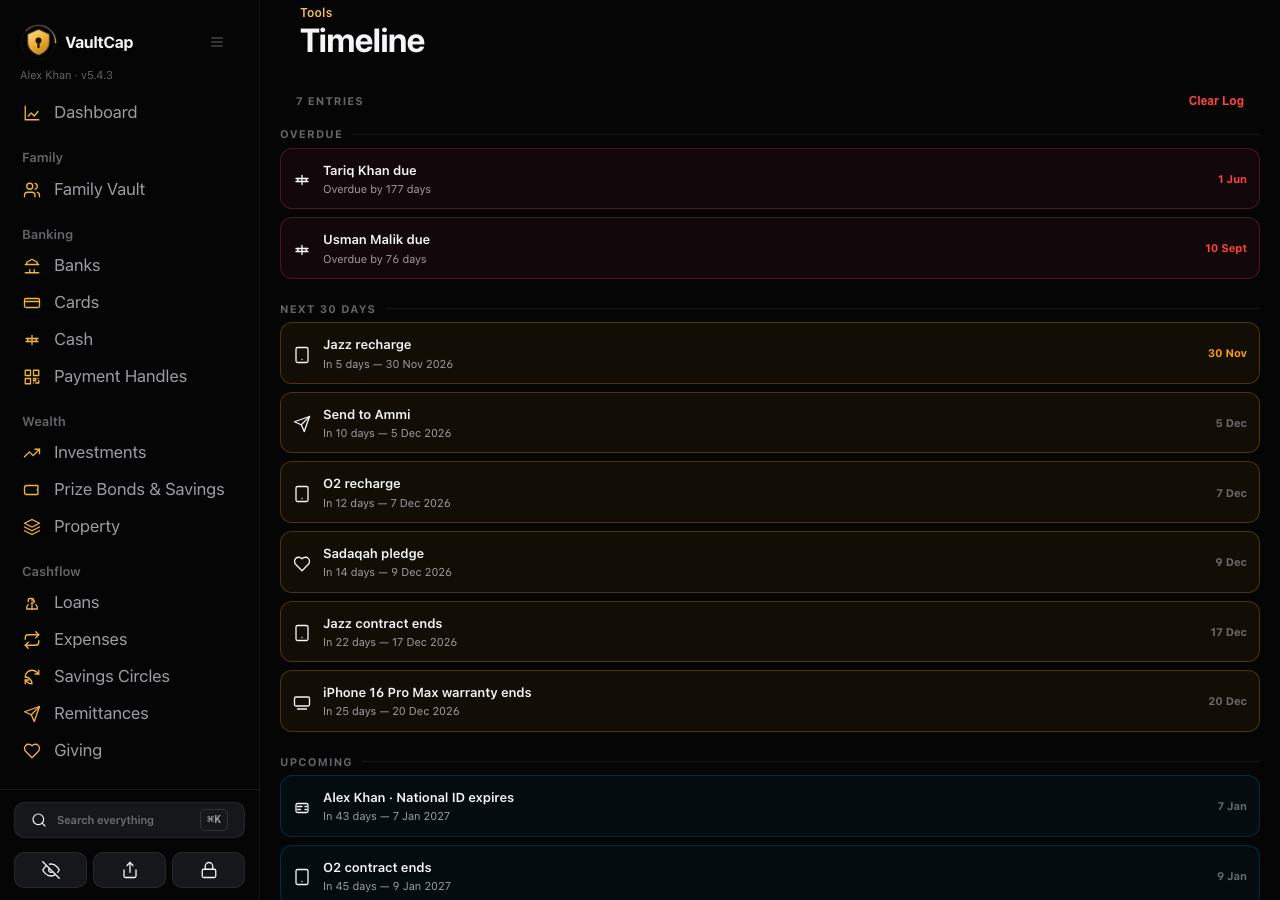 VaultCap
Alex Khan · v5.4.3
Dashboard
Family
Family Vault
Banking
Banks
Cards
Cash
Payment Handles
Wealth
Investments
Prize Bonds & Savings
Property
Cashflow
Loans
Expenses
Savings Circles
Remittances
Giving
Search everything
⌘K
Tools
Timeline
7 ENTRIES
Clear Log
OVERDUE
Tariq Khan due
Overdue by 177 days
1 Jun
Usman Malik due
Overdue by 76 days
10 Sept
NEXT 30 DAYS
Jazz recharge
In 5 days — 30 Nov 2026
30 Nov
Send to Ammi
In 10 days — 5 Dec 2026
5 Dec
O2 recharge
In 12 days — 7 Dec 2026
7 Dec
Sadaqah pledge
In 14 days — 9 Dec 2026
9 Dec
Jazz contract ends
In 22 days — 17 Dec 2026
17 Dec
iPhone 16 Pro Max warranty ends
In 25 days — 20 Dec 2026
20 Dec
UPCOMING
Alex Khan · National ID expires
In 43 days — 7 Jan 2027
7 Jan
O2 contract ends
In 45 days — 9 Jan 2027
9 Jan